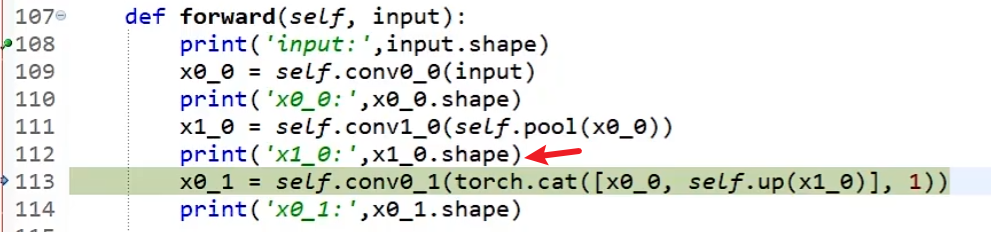 107 def forward(self, input):
108 print('input:',input.shape)
109 x0_0 = self.conv0_0(input)
110 print('x0_0:',x0_0.shape)
111 x1_0 = self.conv1_0(self.pool(x0_0))
112 print('x1_0:',x1_0.shape)
113 x0_1 = self.conv0_1(torch.cat([x0_0, self.up(x1_0)], 1))
114 print('x0_1:',x0_1.shape)